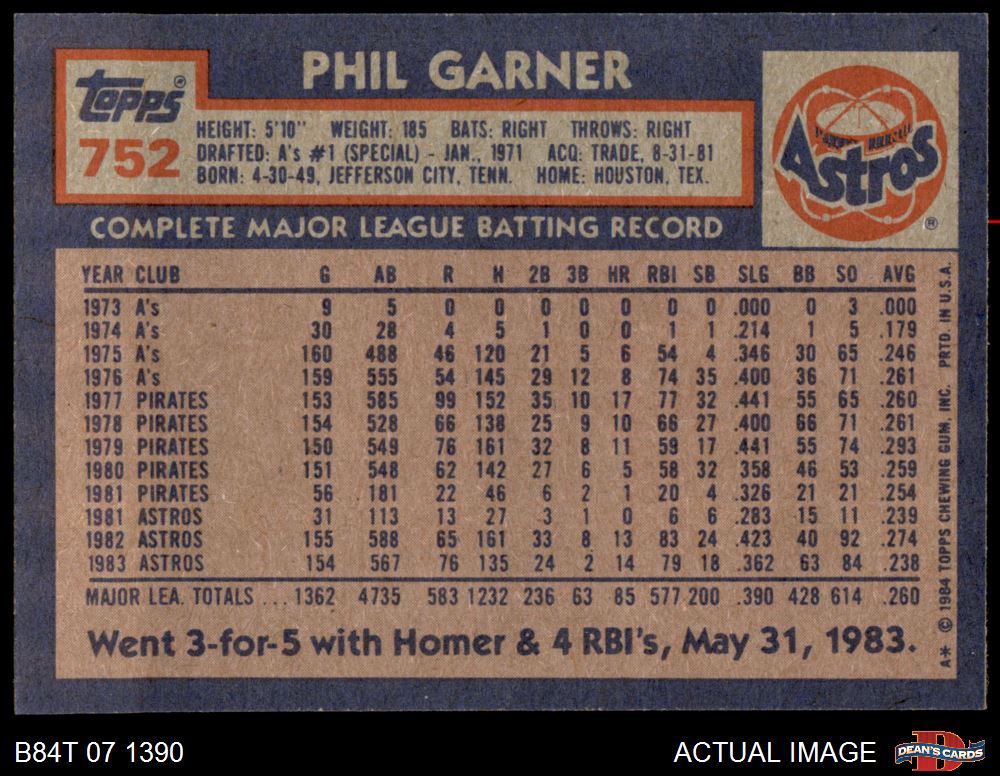 PHIL GARNER
Topps®
752
HEIGHT: 5'10" WEIGHT: 185 BATS: RIGHT THROWS: RIGHT
DRAFTED: A's #1 (SPECIAL) - JAN., 1971 ACQ: TRADE, 8-31-81
BORN: 4-30-49, JEFFERSON CITY, TENN. HOME: HOUSTON, TEX.
Astros
®
COMPLETE MAJOR LEAGUE BATTING RECORD
YEAR CLUB G AB R H 2B 3B HR RBI SB SLG BB SO AVG
1973 A's 9 5 0 0 0 0 0 0 0 .000 0 3 .000
1974 A's 30 28 4 5 1 0 0 1 1 .214 1 5 .179
1975 A's 160 488 46 120 21 5 6 54 4 .346 30 65 .246
1976 A's 159 555 54 145 29 12 8 74 35 .400 36 71 .261
1977 PIRATES 153 585 99 152 35 10 17 77 32 .441 55 65 .260
1978 PIRATES 154 528 66 138 25 9 10 66 27 .400 66 71 .261
1979 PIRATES 150 549 76 161 32 8 11 59 17 .441 55 74 .293
1980 PIRATES 151 548 62 142 27 6 5 58 32 .358 46 53 .259
1981 PIRATES 56 181 22 46 6 2 1 20 4 .326 21 21 .254
1981 ASTROS 31 113 13 27 3 1 0 6 6 .283 15 11 .239
1982 ASTROS 155 588 65 161 33 8 13 83 24 .423 40 92 .274
1983 ASTROS 154 567 76 135 24 2 14 79 18 .362 63 84 .238
MAJOR LEA. TOTALS ... 1362 4735 583 1232 236 63 85 577 200 .390 428 614 .260
Went 3-for-5 with Homer & 4 RBI's, May 31, 1983.
A* © 1984 TOPPS CHEWING GUM, INC. PRTD. IN U.S.A.
B84T 07 1390
ACTUAL IMAGE
DEAN'S CARDS